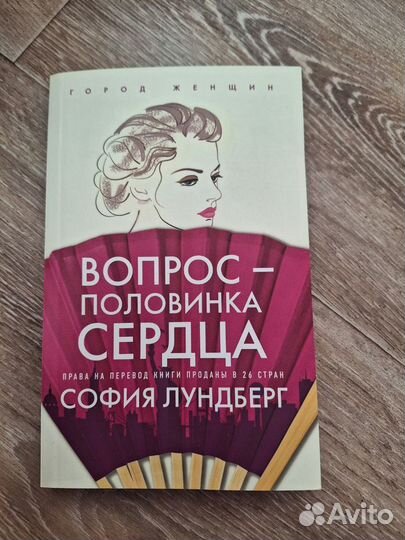 ГОРОД ЖЕНЩИН
ВОПРОС –
ПОЛОВИНКА
СЕРДЦА
ПРАВА НА ПЕРЕВОД КНИГИ ПРОДАНЫ В 26 СТРАН
СОФИЯ ЛУНДБЕРГ
Avito